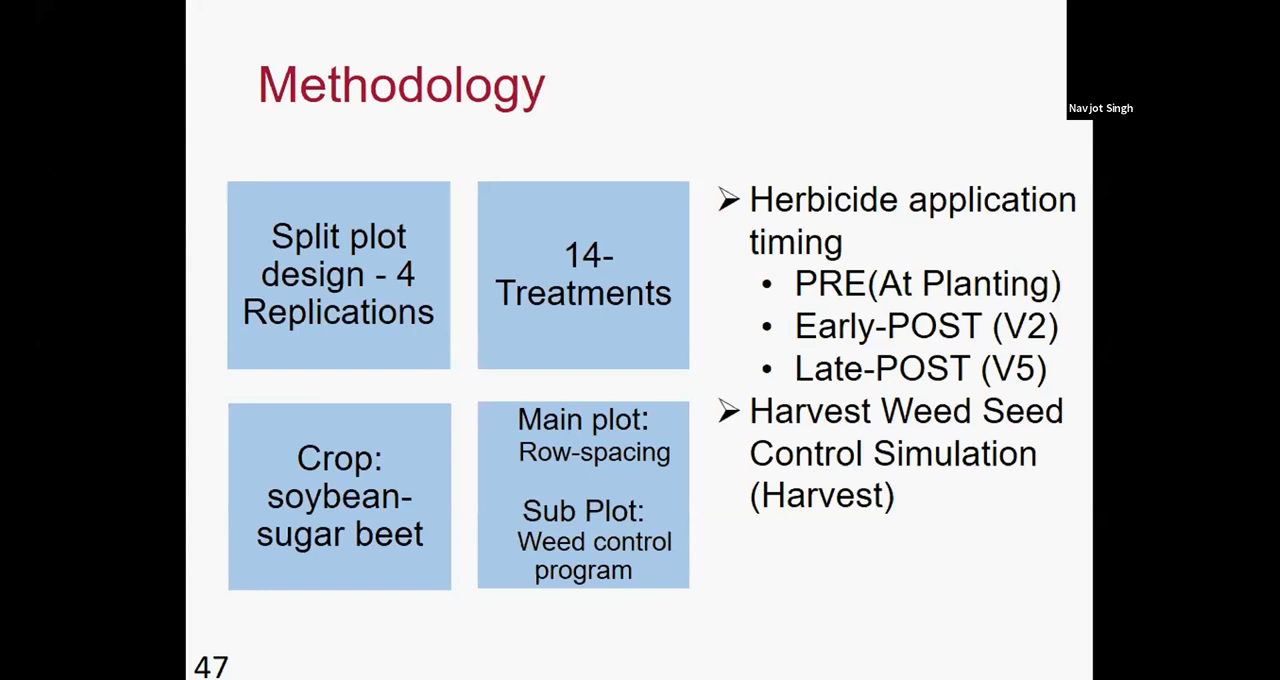 Methodology
Navjot Singh
Split plot
design - 4
Replications
14-
Treatments
Crop:
soybean-
sugar beet
Main plot:
Row-spacing
Sub Plot:
Weed control
program
➢ Herbicide application
timing
• PRE(At Planting)
• Early-POST (V2)
• Late-POST (V5)
➢ Harvest Weed Seed
Control Simulation
(Harvest)
47